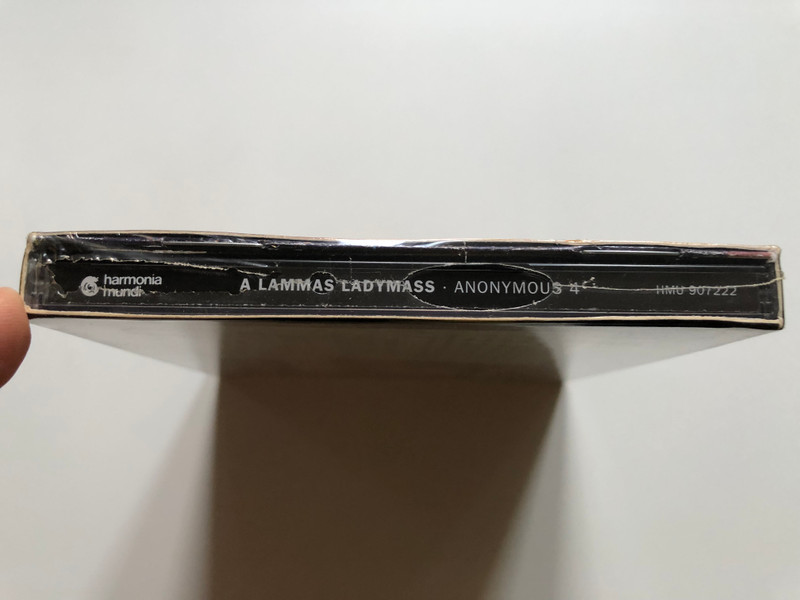 harmonia
mundi
A LAMMAS LADYMASS · ANONYMOUS 4
HMU 907222